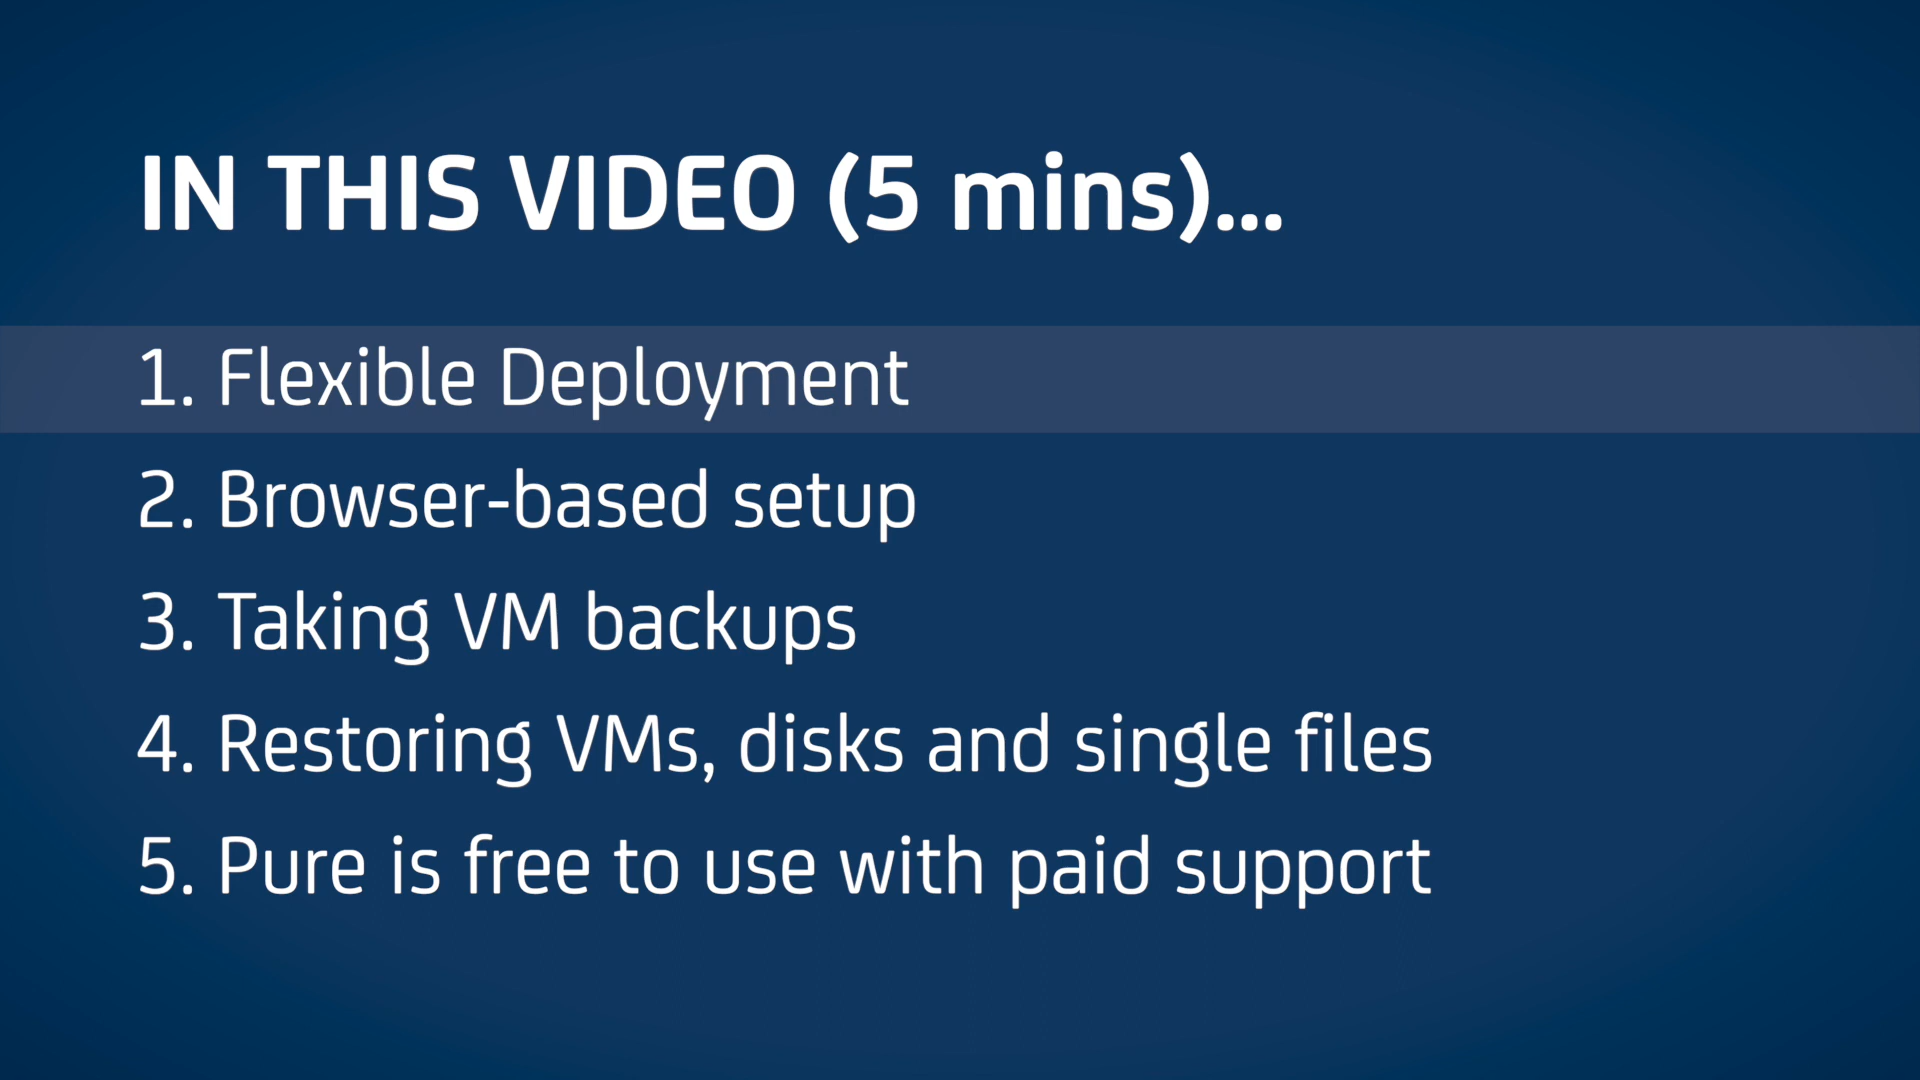 IN THIS VIDEO (5 mins)...
1. Flexible Deployment
2. Browser-based setup
3. Taking VM backups
4. Restoring VMs, disks and single files
5. Pure is free to use with paid support